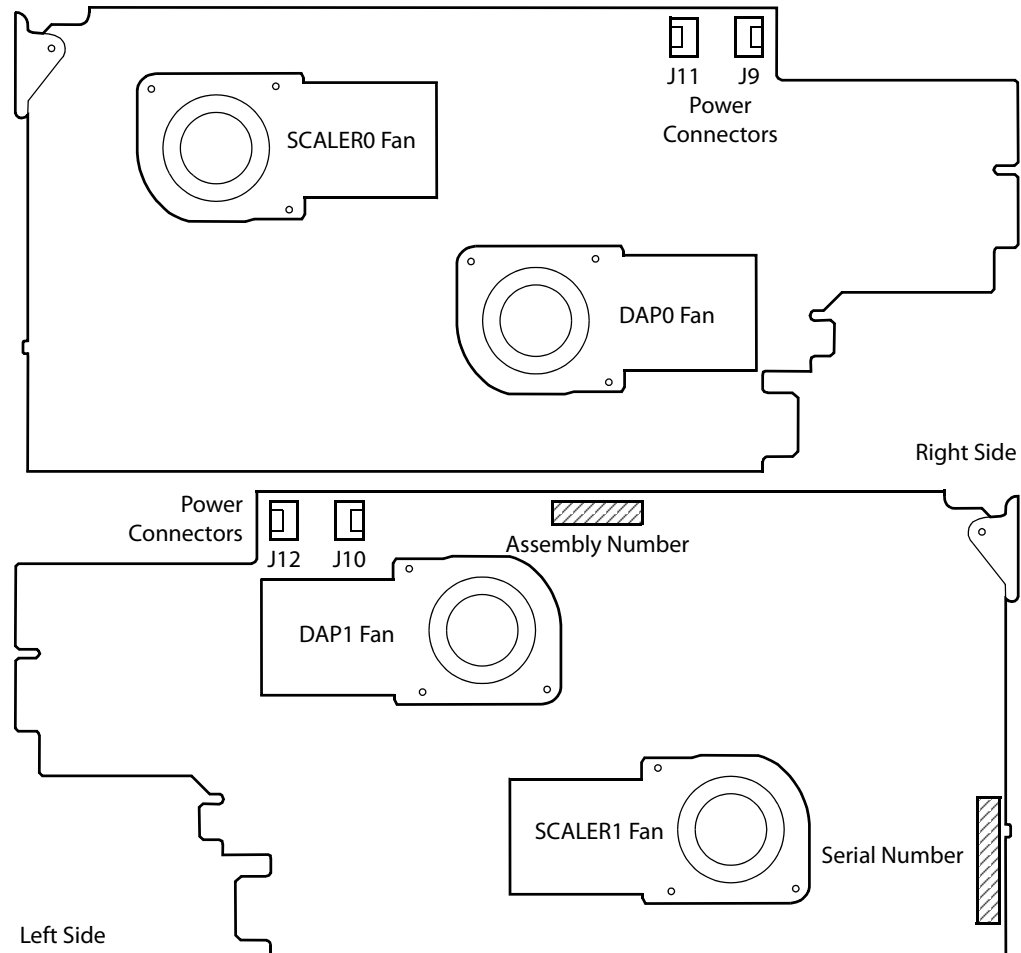 J11 J9
Power
Connectors
SCALER0 Fan
DAP0 Fan
Right Side
Power
Connectors
J12 J10
Assembly Number
DAP1 Fan
SCALER1 Fan
Serial Number
Left Side